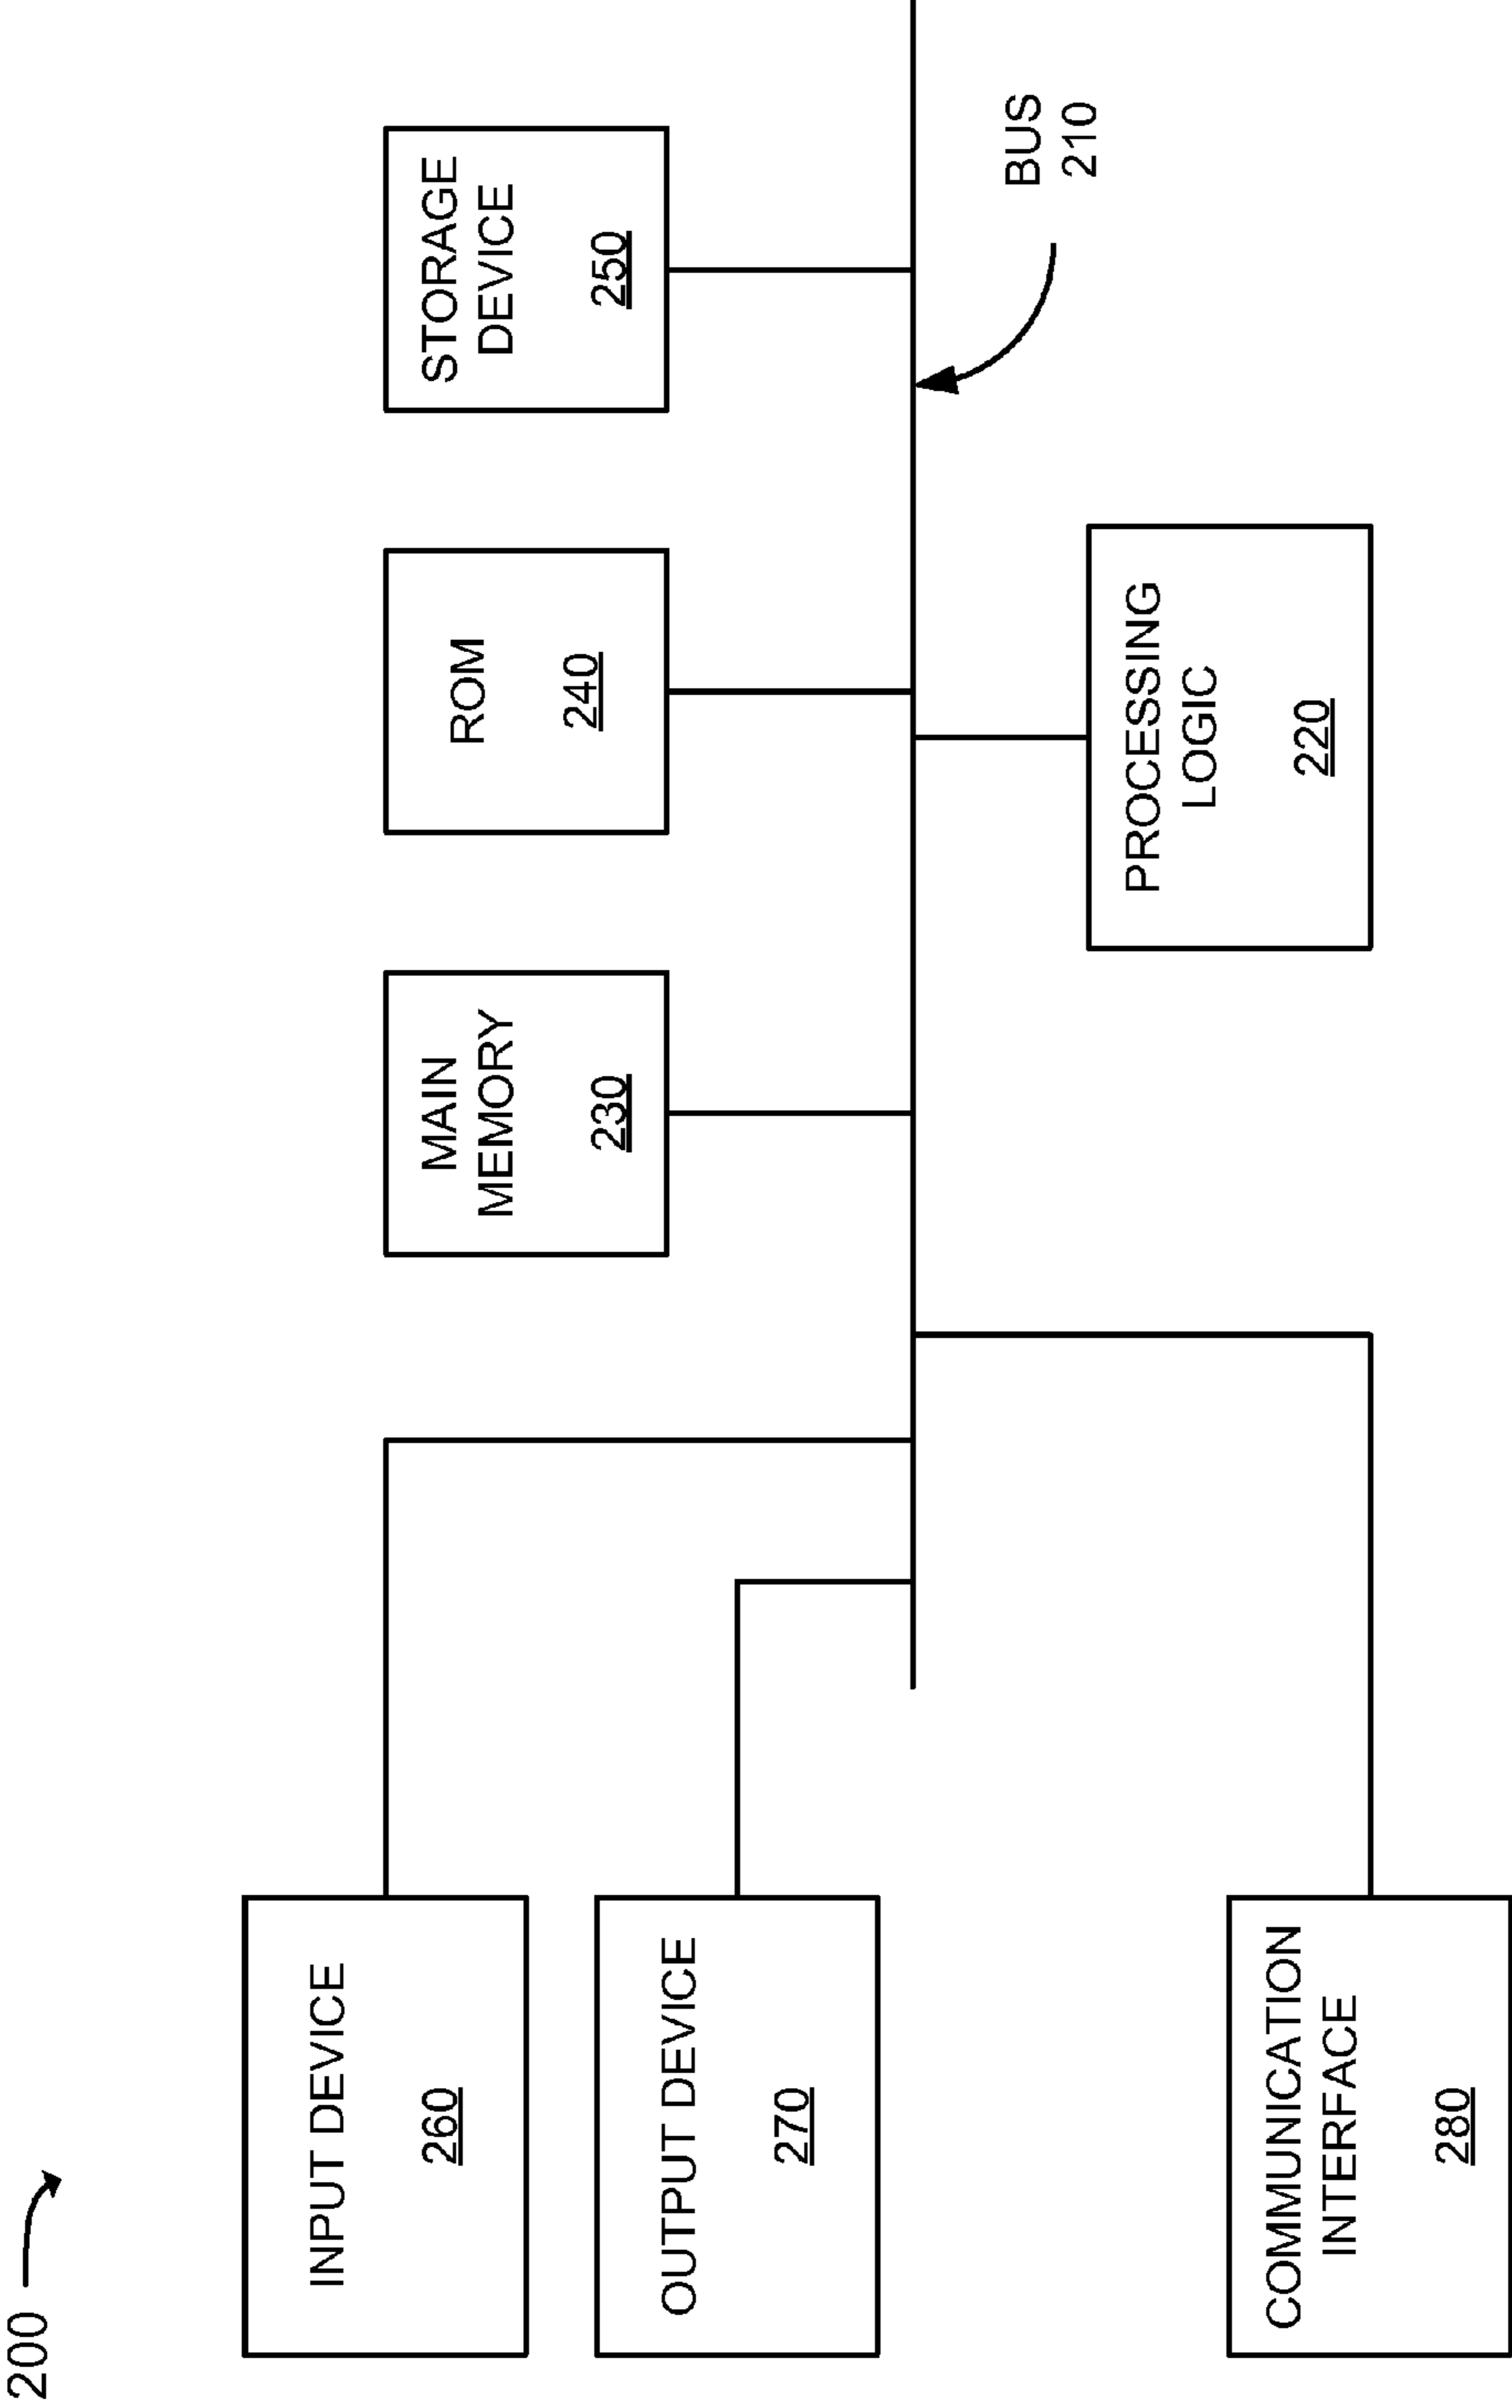 200
INPUT DEVICE
260
OUTPUT DEVICE
270
COMMUNICATION
INTERFACE
280
MAIN
MEMORY
230
ROM
240
STORAGE
DEVICE
250
PROCESSING
LOGIC
220
BUS
210